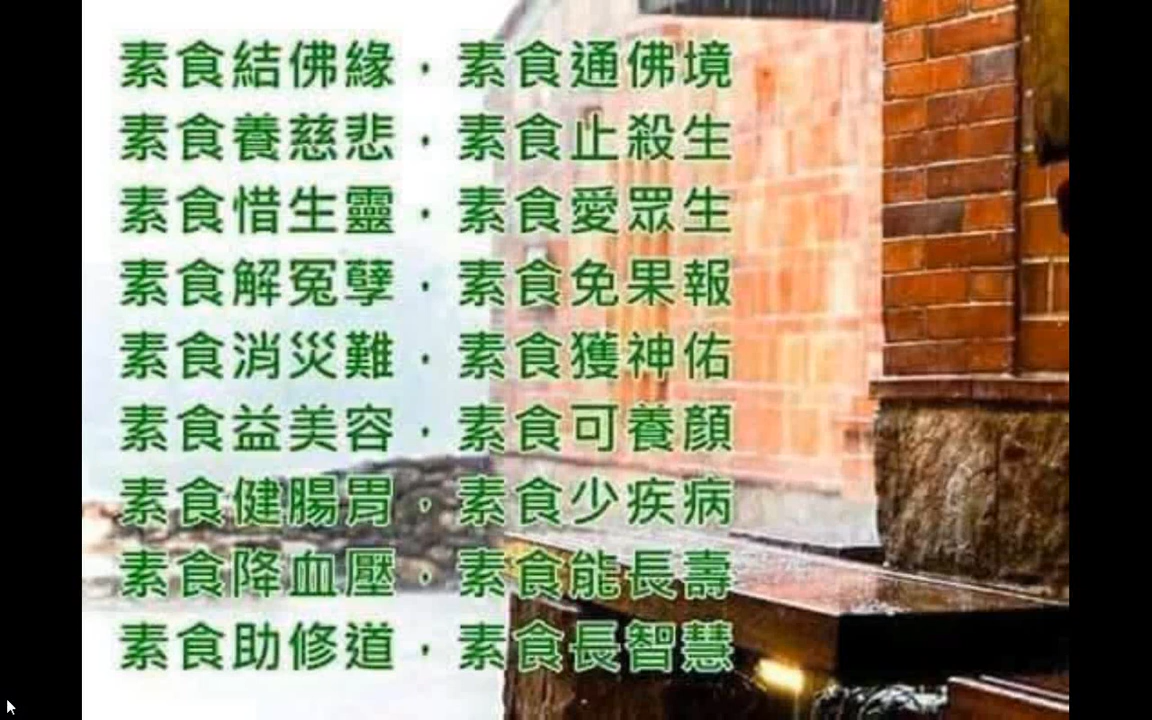 素食結佛緣．素食通佛境
素食養慈悲．素食止殺生
素食惜生靈．素食愛眾生
素食解冤孽．素食免果報
素食消災難．素食獲神佑
素食益美容．素食可養顏
素食健腸胃．素食少疾病
素食降血壓．素食能長壽
素食助修道．素食長智慧